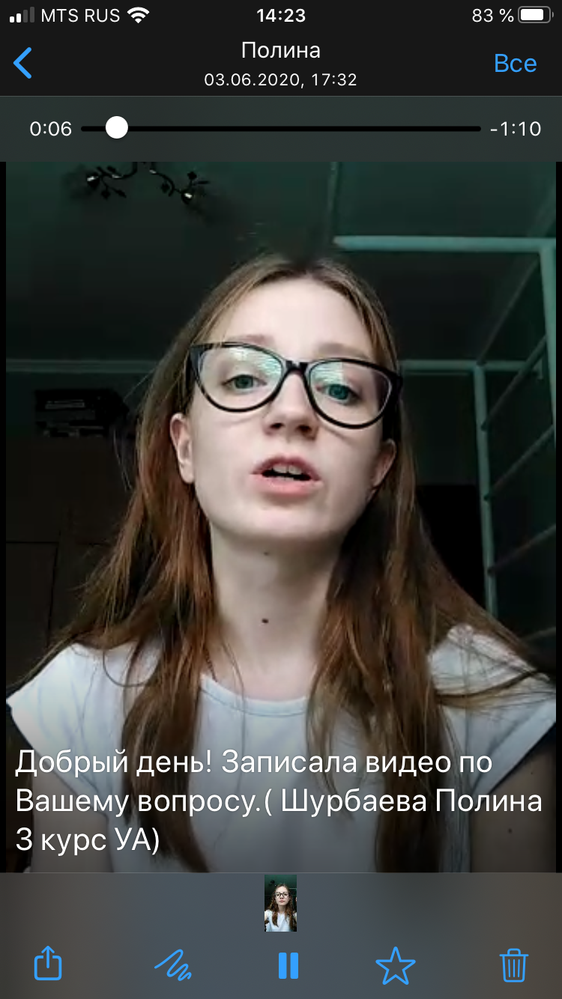 MTS RUS 14:23 83 %
Полина
03.06.2020, 17:32
Все
0:06 -1:10
Добрый день! Записала видео по
Вашему вопросу.( Шурбаева Полина
3 курс УА)